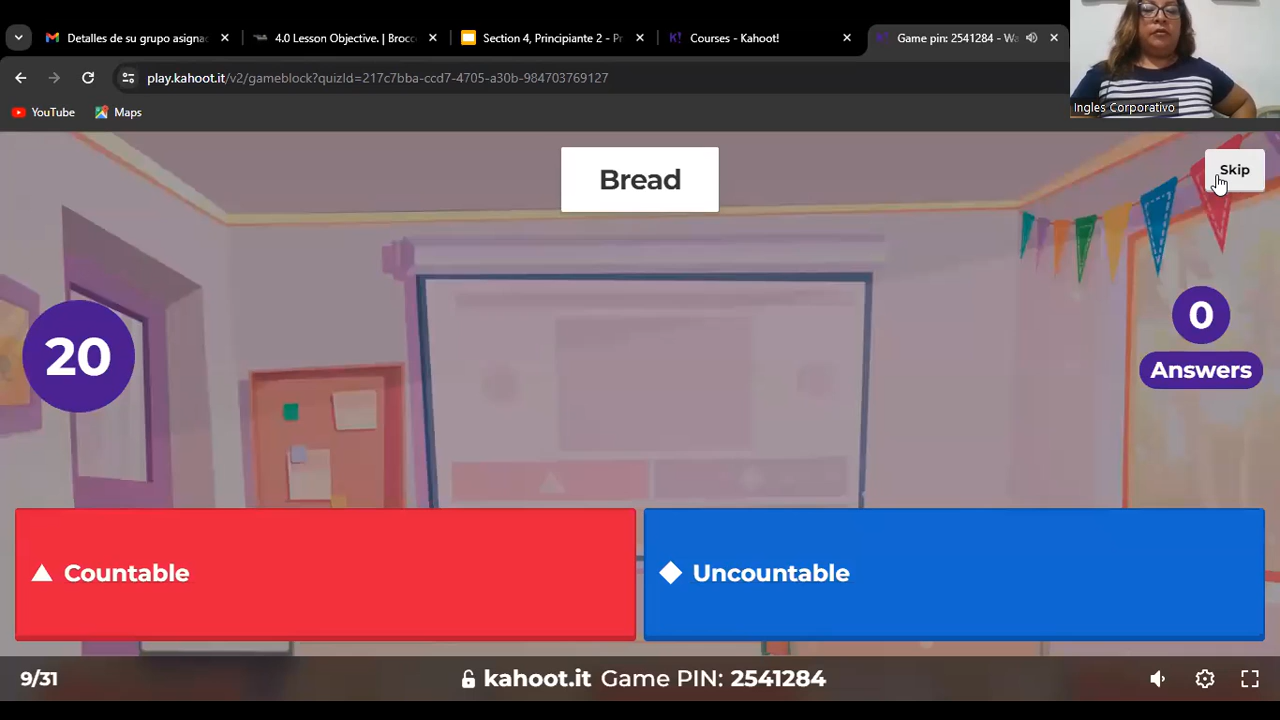 Detalles de su grupo asigna
4.0 Lesson Objective. | Brocc
Section 4, Principiante 2 - Pr
Courses - Kahoot!
Game pin: 2541284 - Wa
play.kahoot.it/v2/gameblock?quizId=217c7bba-ccd7-4705-a30b-984703769127
YouTube
Maps
Ingles Corporativo
Bread
Skip
20
0
Answers
Countable
Uncountable
9/31
kahoot.it Game PIN: 2541284